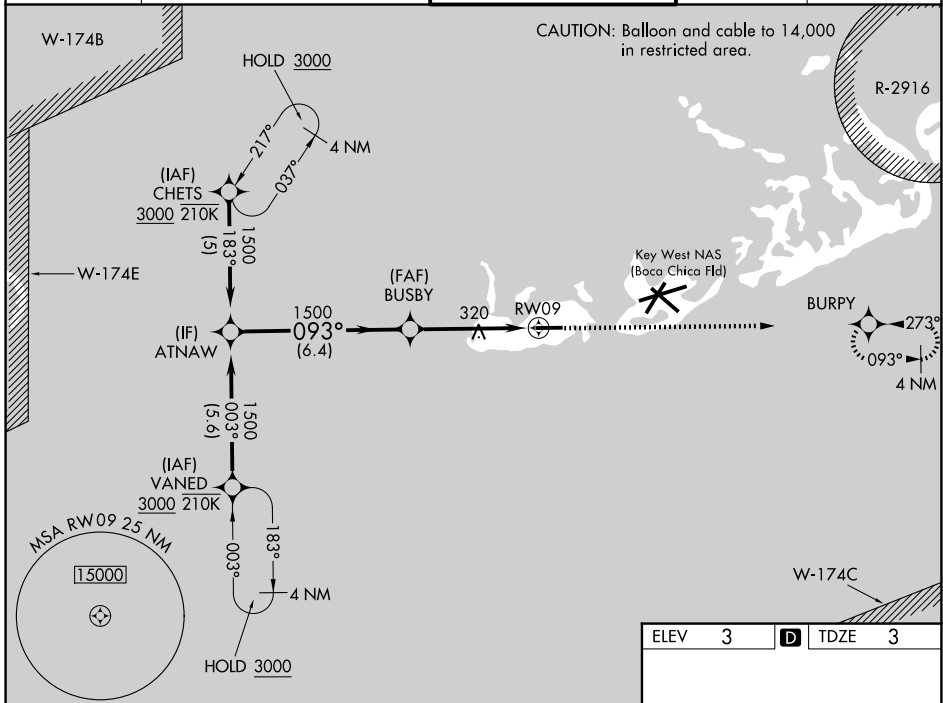 W-174B
CAUTION: Balloon and cable to 14,000
in restricted area.
HOLD 3000
R-2916
217°
037°
4 NM
(IAF)
CHETS
3000 210K
1500
183°
(5)
W-174E
Key West NAS
(Boca Chica Fld)
(FAF)
BUSBY
320
RW09
BURPY
1500
093°
(6.4)
(IF)
ATNAW
273°
093°
4 NM
1500
003°
(5.6)
(IAF)
VANED
3000 210K
MSA RW09 25 NM
15000
003°
183°
4 NM
HOLD 3000
W-174C
ELEV 3 D TDZE 3